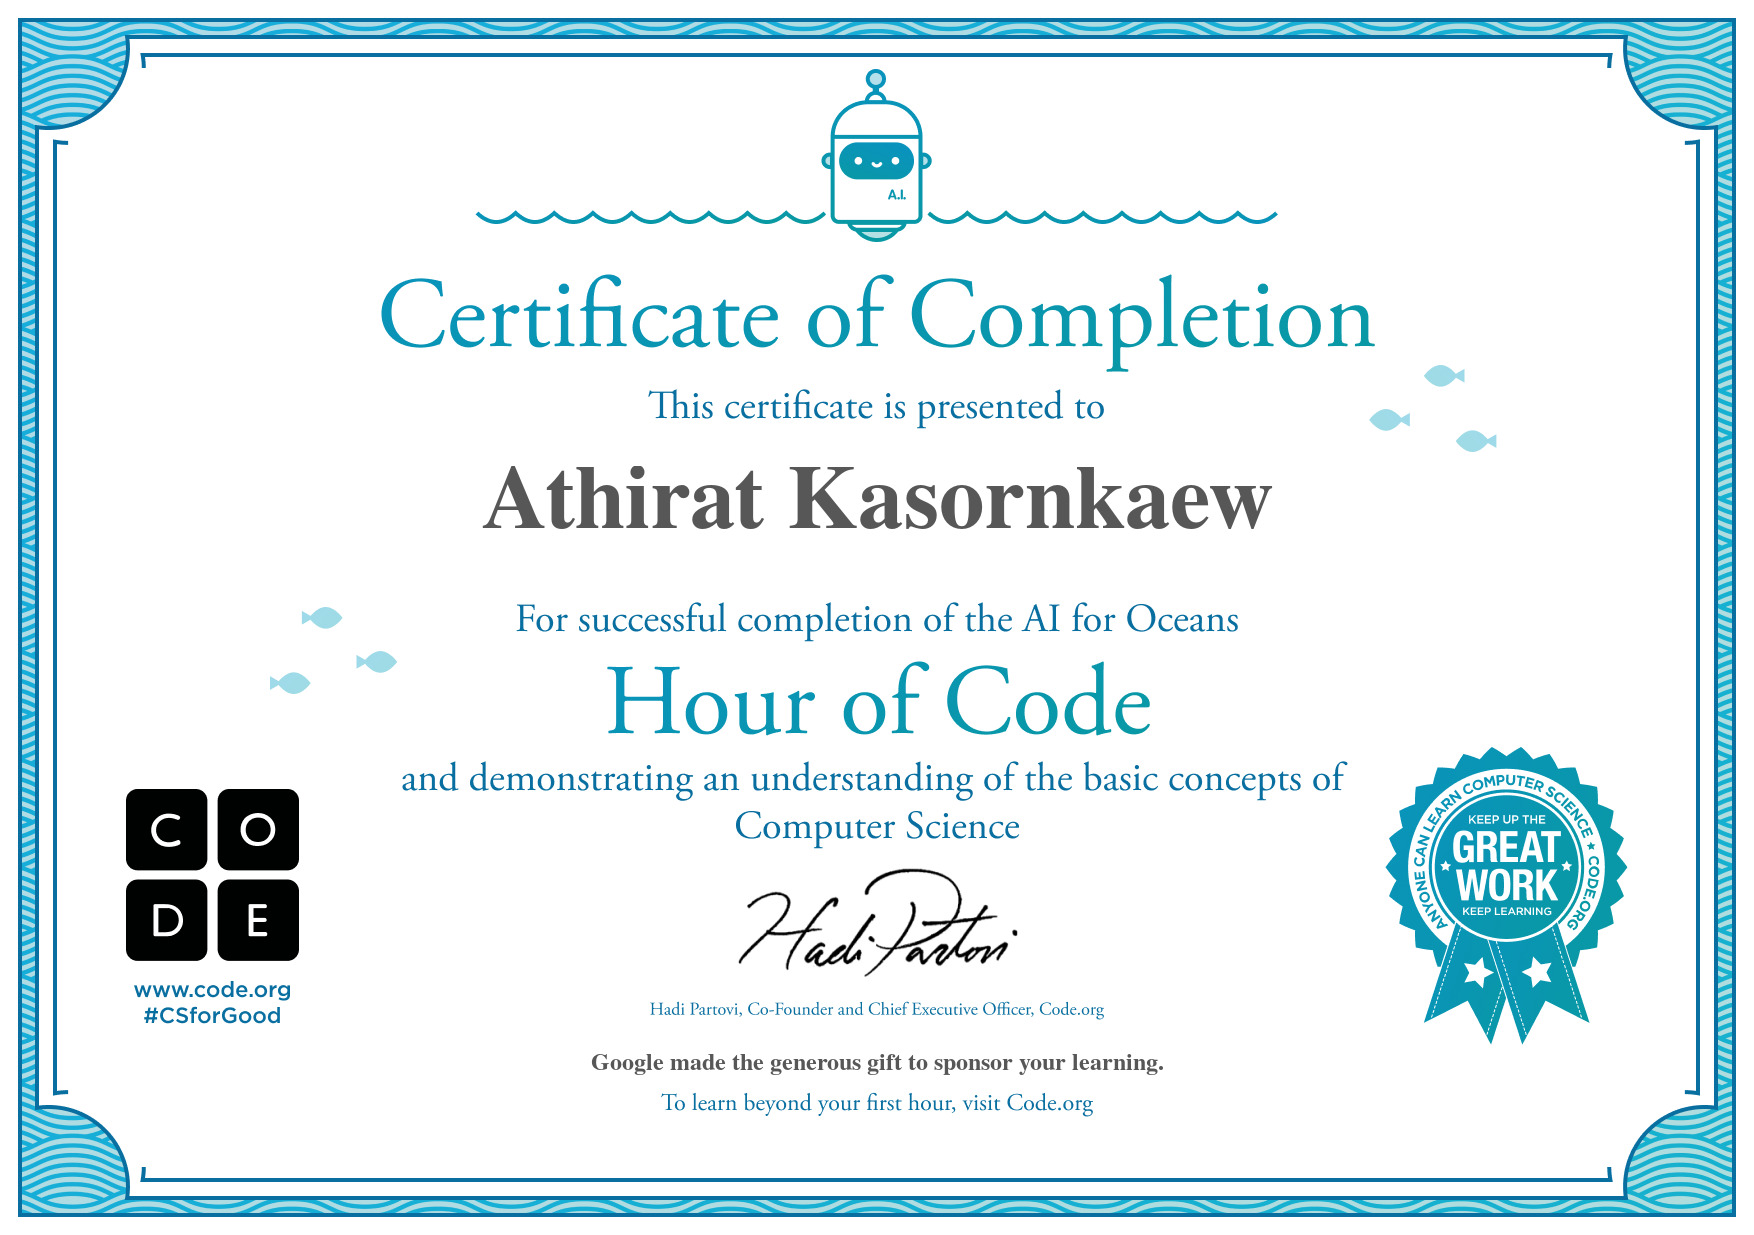 A.I.
Certificate of Completion
This certificate is presented to
Athirat Kasornkaew
For successful completion of the AI for Oceans
Hour of Code
and demonstrating an understanding of the basic concepts of
Computer Science
C O
D E
www.code.org
#CSforGood
Hadi Partovi
Hadi Partovi, Co-Founder and Chief Executive Officer, Code.org
Google made the generous gift to sponsor your learning.
To learn beyond your first hour, visit Code.org
ANYONE CAN LEARN COMPUTER SCIENCE ★ CODE.ORG
KEEP UP THE
GREAT
WORK
KEEP LEARNING